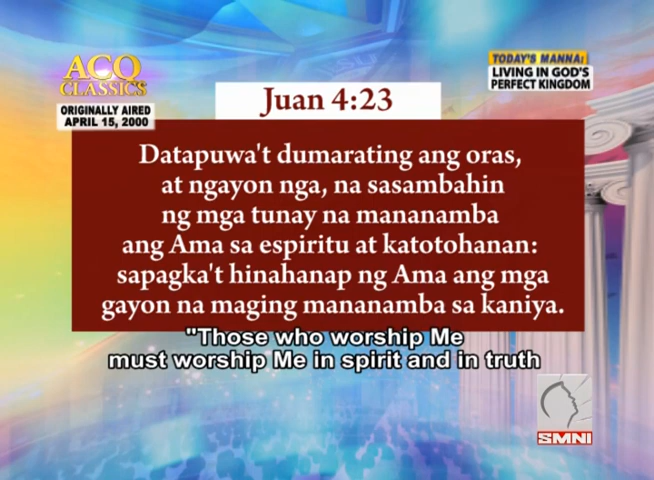 ACQ
CLASSICS
ORIGINALLY AIRED
APRIL 15, 2000
TODAY'S MANNA:
LIVING IN GOD'S
PERFECT KINGDOM
Juan 4:23
Datapuwa't dumarating ang oras,
at ngayon nga, na sasambahin
ng mga tunay na mananamba
ang Ama sa espiritu at katotohanan:
sapagka't hinahanap ng Ama ang mga
gayon na maging mananamba sa kaniya.
"Those who worship Me
must worship Me in spirit and in truth
SMNI